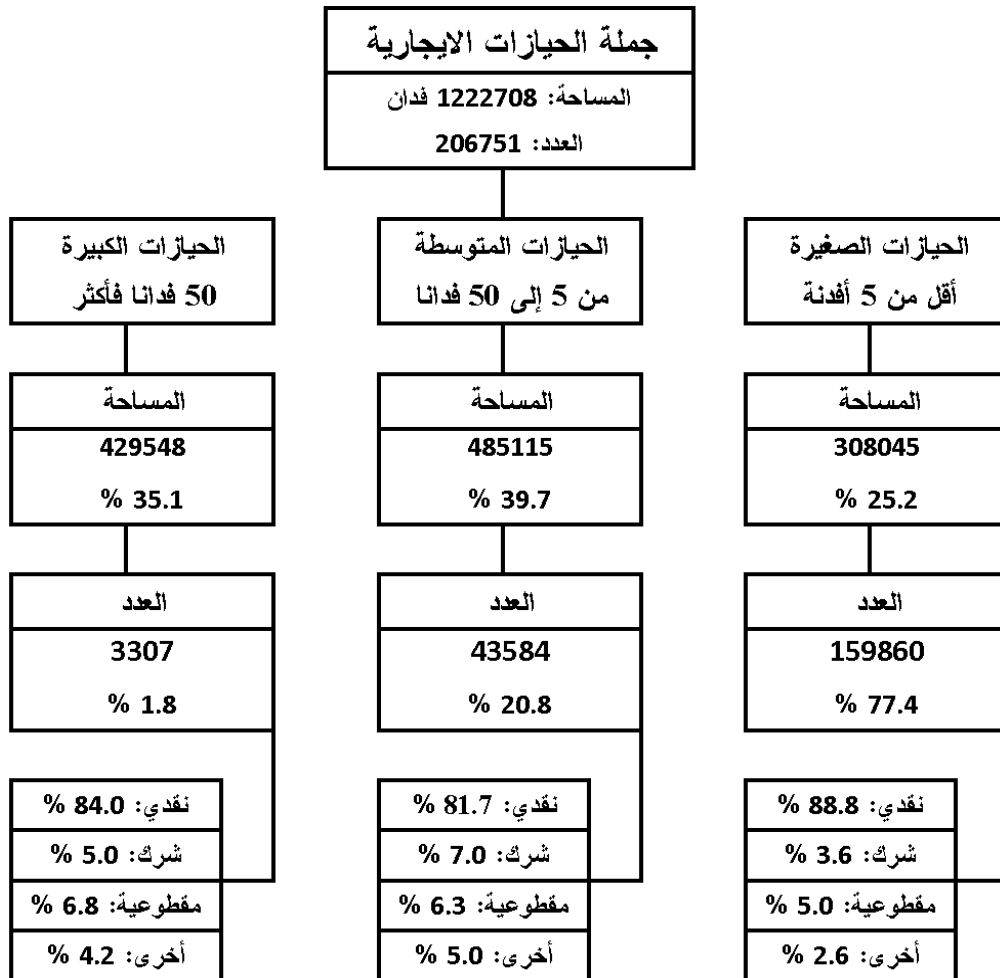 جملة الحيازات الايجارية
المساحة: 1222708 فدان
العدد: 206751
الحيازات الصغيرة
أقل من 5 أفدنة
المساحة
308045
25.2 %
العدد
159860
77.4 %
نقدي: 88.8 %
شرك: 3.6 %
مقطوعية: 5.0 %
أخرى: 2.6 %
الحيازات المتوسطة
من 5 إلى 50 فدانا
المساحة
485115
39.7 %
العدد
43584
20.8 %
نقدي: 81.7 %
شرك: 7.0 %
مقطوعية: 6.3 %
أخرى: 5.0 %
الحيازات الكبيرة
50 فدانا فأكثر
المساحة
429548
35.1 %
العدد
3307
1.8 %
نقدي: 84.0 %
شرك: 5.0 %
مقطوعية: 6.8 %
أخرى: 4.2 %